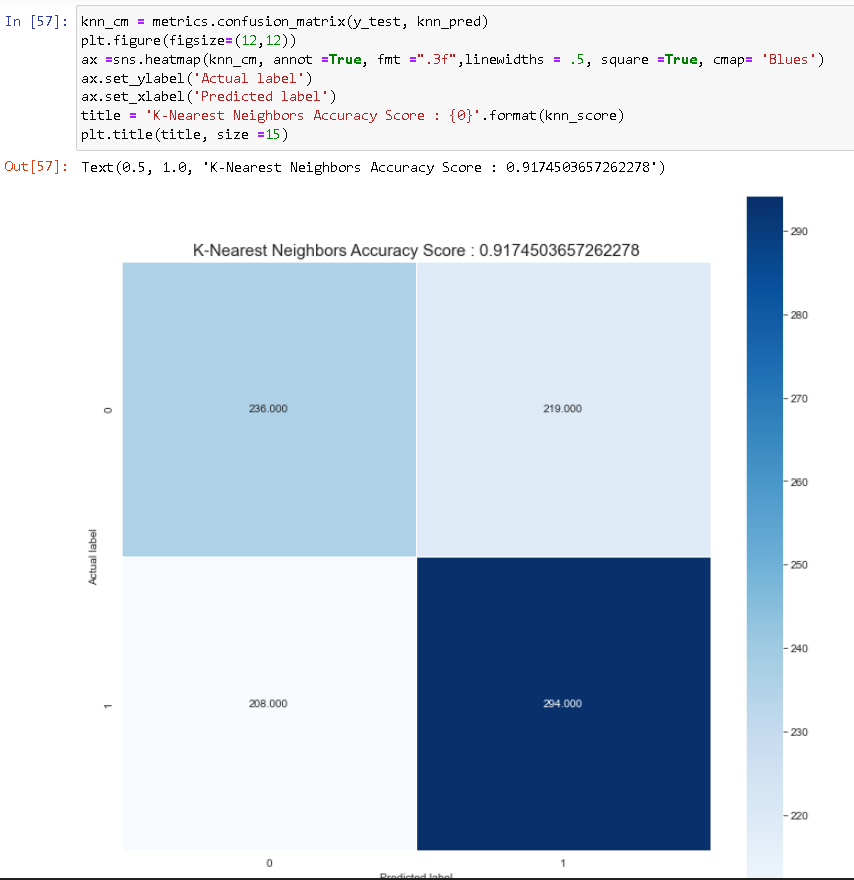 In [57]: knn_cm = metrics.confusion_matrix(y_test, knn_pred)
plt.figure(figsize=(12,12))
ax =sns.heatmap(knn_cm, annot =True, fmt =".3f",linewidths = .5, square =True, cmap= 'Blues')
ax.set_ylabel('Actual label')
ax.set_xlabel('Predicted label')
title = 'K-Nearest Neighbors Accuracy Score : {0}'.format(knn_score)
plt.title(title, size =15)
Out[57]: Text(0.5, 1.0, 'K-Nearest Neighbors Accuracy Score : 0.9174503657262278')
K-Nearest Neighbors Accuracy Score : 0.9174503657262278
0
236.000
219.000
Actual label
1
208.000
294.000
0
1
Predicted label
290
280
270
260
250
240
230
220